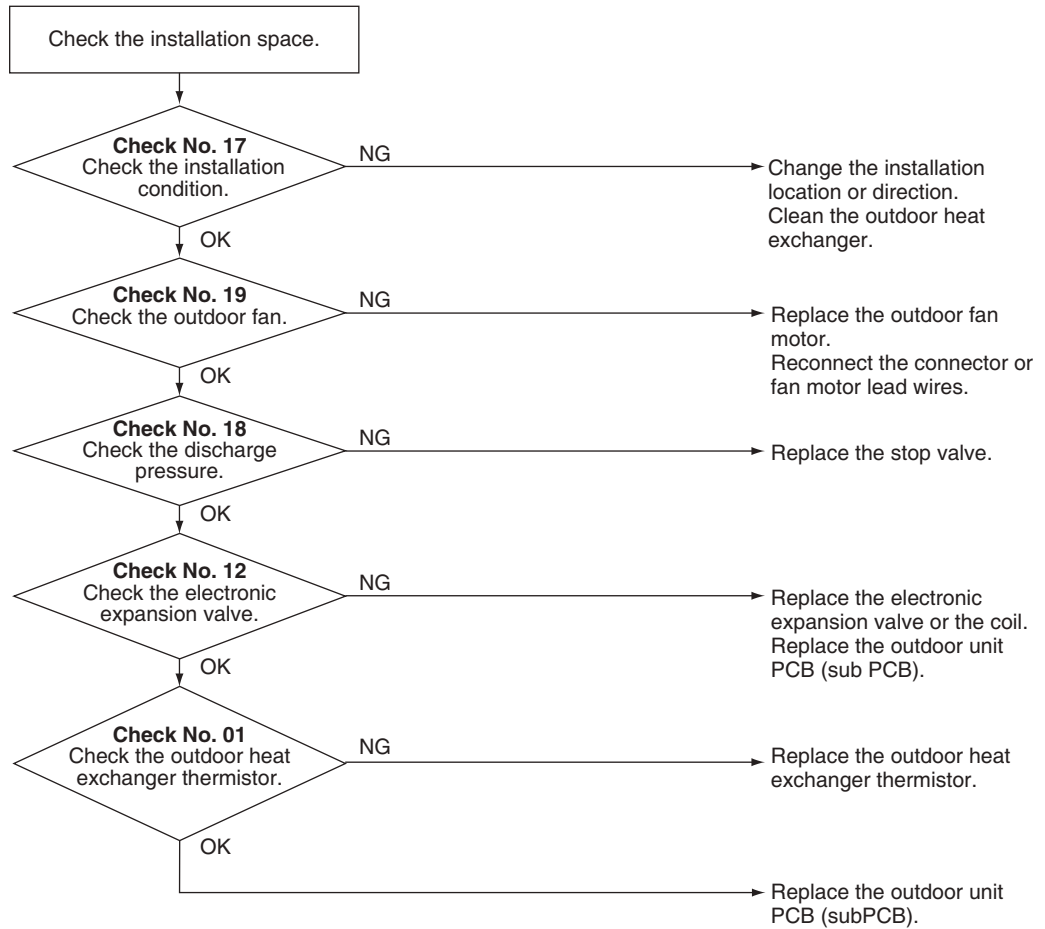 Check the installation space.
Check No. 17
Check the installation
condition.
NG
Change the installation
location or direction.
Clean the outdoor heat
exchanger.
OK
Check No. 19
Check the outdoor fan.
NG
Replace the outdoor fan
motor.
Reconnect the connector or
fan motor lead wires.
OK
Check No. 18
Check the discharge
pressure.
NG
Replace the stop valve.
OK
Check No. 12
Check the electronic
expansion valve.
NG
Replace the electronic
expansion valve or the coil.
Replace the outdoor unit
PCB (sub PCB).
OK
Check No. 01
Check the outdoor heat
exchanger thermistor.
NG
Replace the outdoor heat
exchanger thermistor.
OK
Replace the outdoor unit
PCB (subPCB).